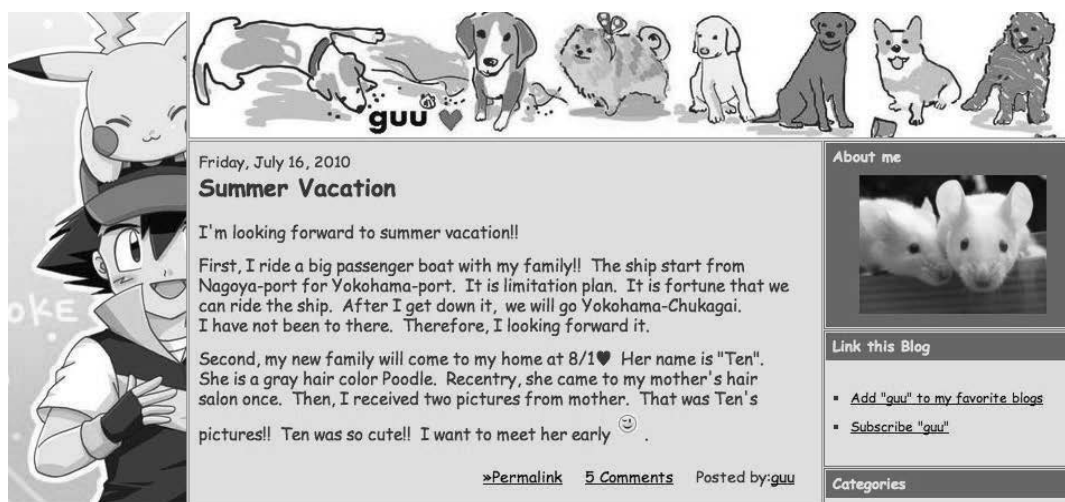 guu
OKE
Friday, July 16, 2010
Summer Vacation
I'm looking forward to summer vacation!!
First, I ride a big passenger boat with my family!! The ship start from
Nagoya-port for Yokohama-port. It is limitation plan. It is fortune that we
can ride the ship. After I get down it, we will go Yokohama-Chukagai.
I have not been to there. Therefore, I looking forward it.
Second, my new family will come to my home at 8/1♥ Her name is "Ten".
She is a gray hair color Poodle. Recentry, she came to my mother's hair
salon once. Then, I received two pictures from mother. That was Ten's
pictures!! Ten was so cute!! I want to meet her early .
»Permalink 5 Comments Posted by:guu
About me
Link this Blog
Add "guu" to my favorite blogs
Subscribe "guu"
Categories